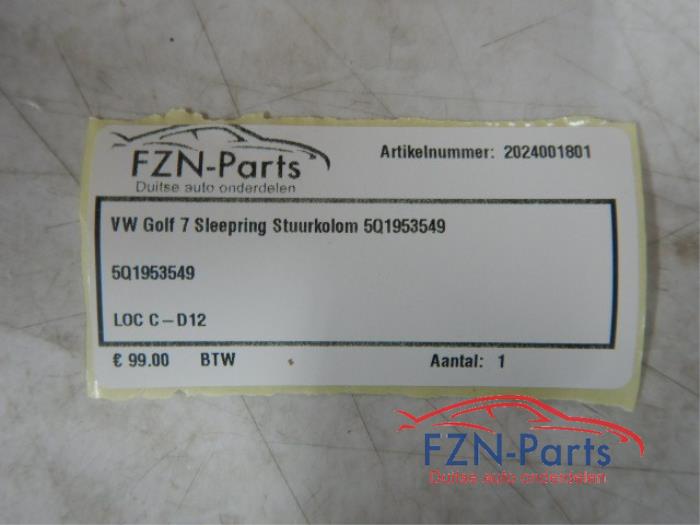 FZN-Parts
Duitse auto onderdelen
Artikelnummer: 2024001801
VW Golf 7 Sleepring Stuurkolom 5Q1953549
5Q1953549
LOC C-D12
€ 99.00 BTW Aantal: 1
FZN-Parts
Duitse auto onderdelen